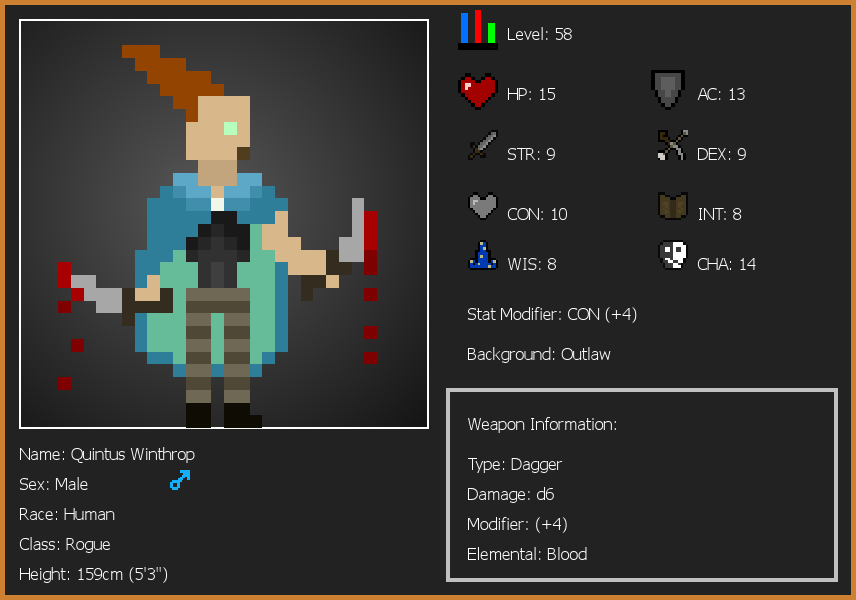 Level: 58
HP: 15
AC: 13
STR: 9
DEX: 9
CON: 10
INT: 8
WIS: 8
CHA: 14
Stat Modifier: CON (+4)
Background: Outlaw
Weapon Information:
Type: Dagger
Damage: d6
Modifier: (+4)
Elemental: Blood
Name: Quintus Winthrop
Sex: Male
Race: Human
Class: Rogue
Height: 159cm (5'3")